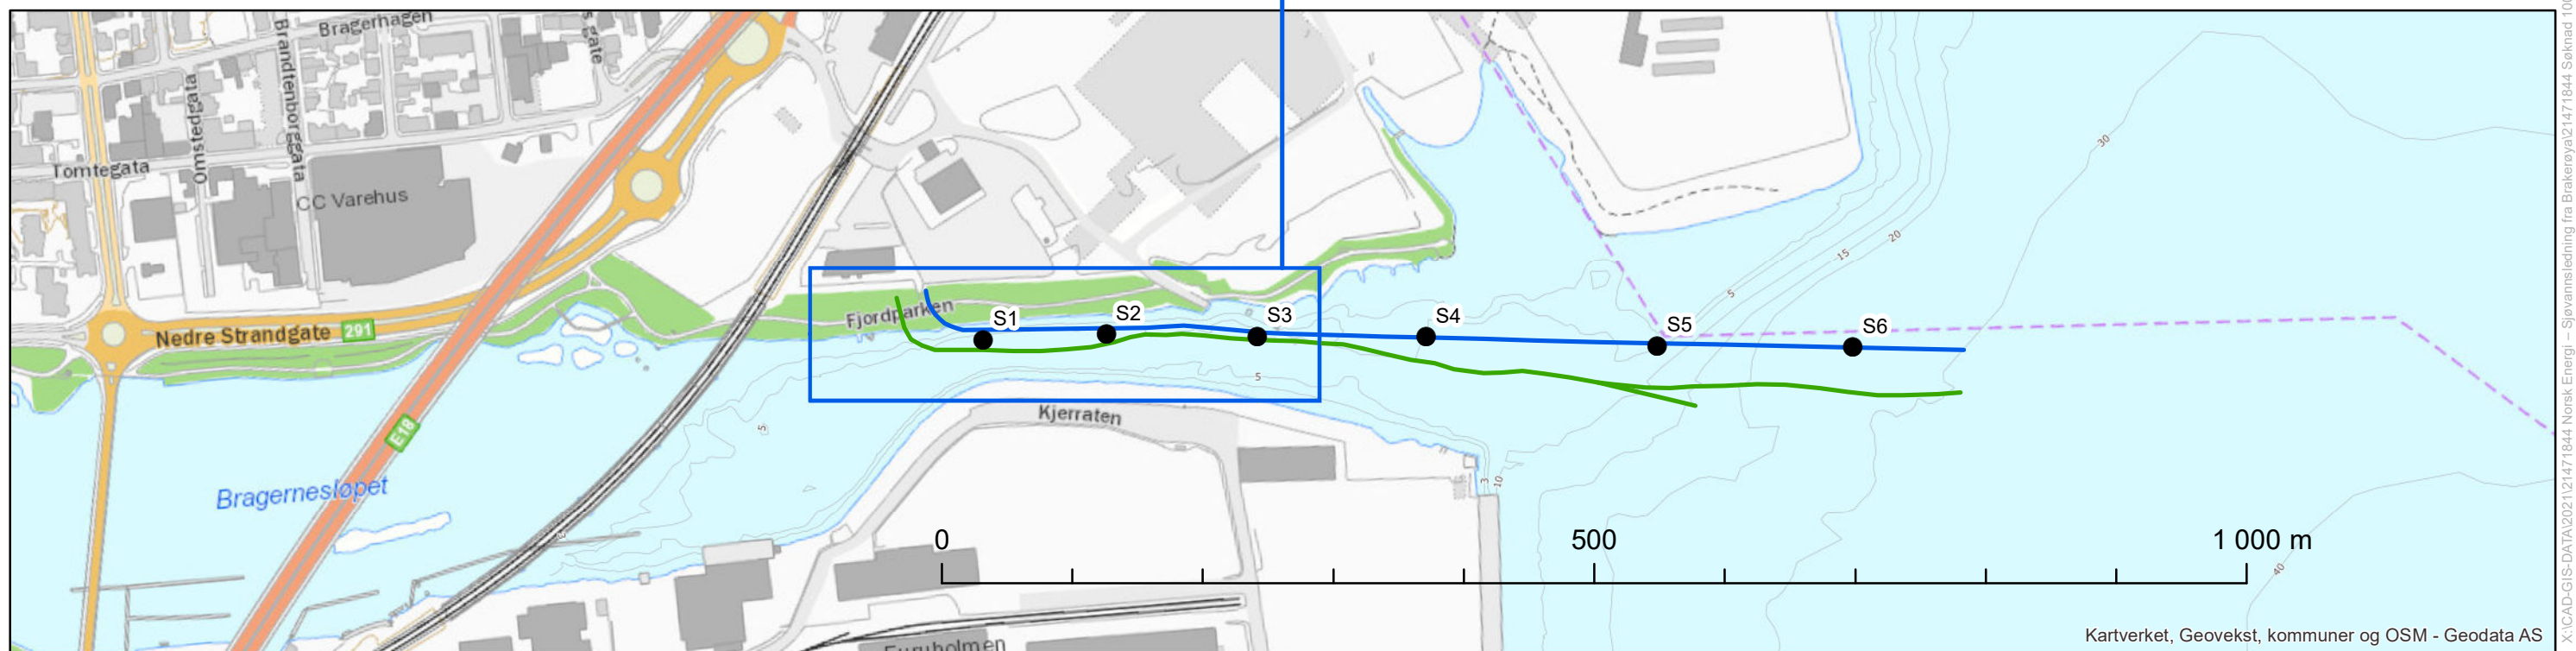 Bragerhagen
Brandtenborggata
s gate
Omstedgata
Tomtegata
CC Varehus
Nedre Strandgate 291
E18
Bragernesløpet
Fjordparken
S1
S2
S3
S4
S5
S6
Kjerraten
5
5
5
15
20
30
3
10
40
0
500
1 000 m
Kartverket, Geovekst, kommuner og OSM - Geodata AS
X:\CAD-GIS-DATA\2021\21471844 Norsk Energi – Sjøvannsledning fra Brakerøya\21471844 Søknad